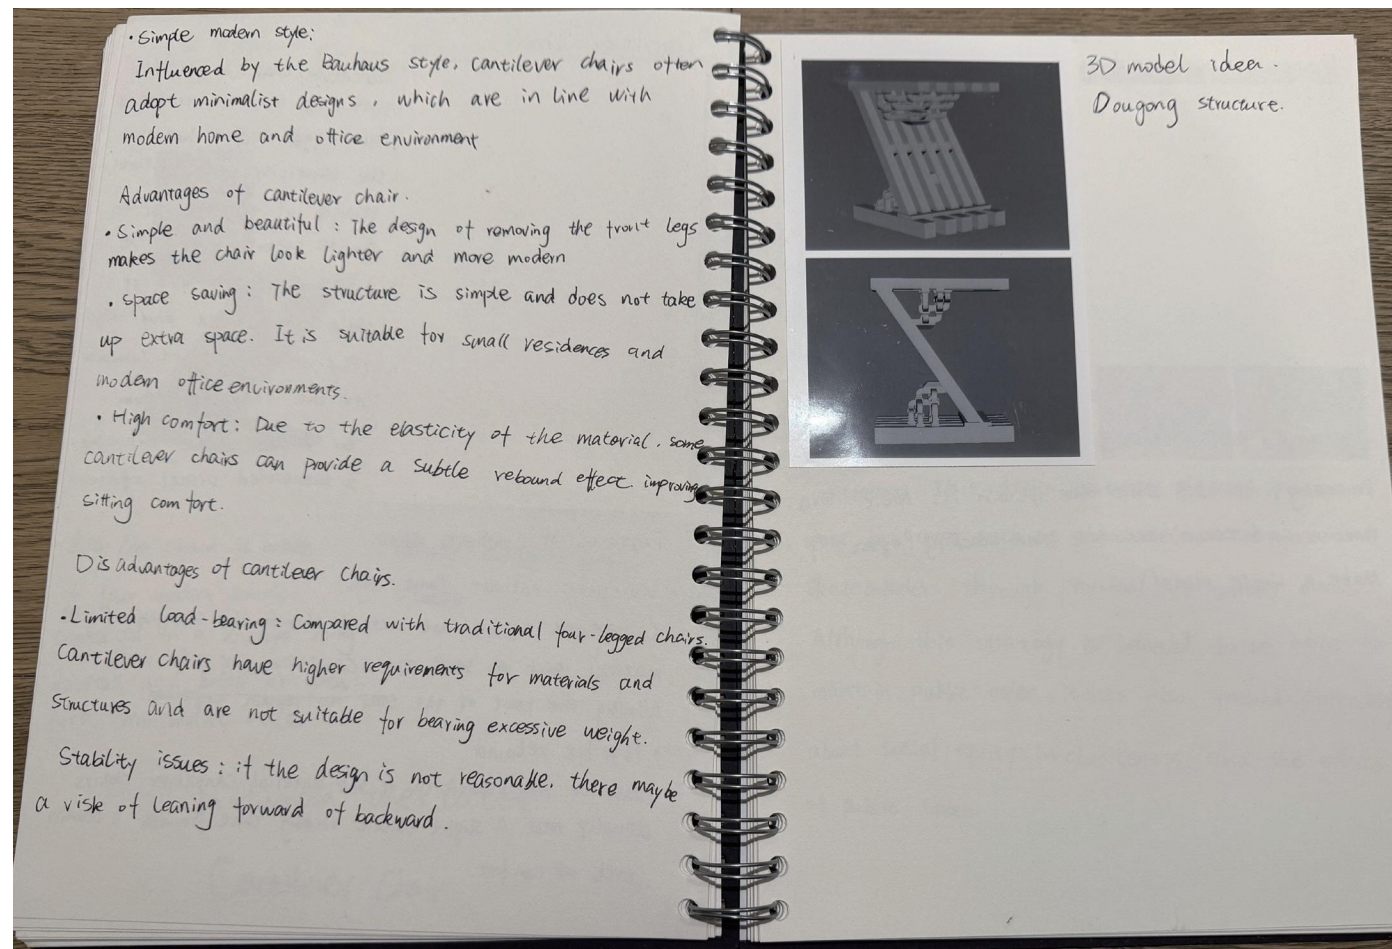 • Simple modern style:
Influenced by the Bauhaus style, cantilever chairs often
adopt minimalist designs, which are in line with
modern home and office environment
Advantages of cantilever chair.
• Simple and beautiful: The design of removing the front legs
makes the chair look lighter and more modern
• space saving: The structure is simple and does not take
up extra space. It is suitable for small residences and
modern office environments.
• High comfort: Due to the elasticity of the material. some
cantilever chairs can provide a subtle rebound effect improving
sitting comfort.
Disadvantages of cantilever chairs.
• Limited load-bearing: Compared with traditional four-legged chairs.
Cantilever chairs have higher requirements for materials and
structures and are not suitable for bearing excessive weight.
Stability issues: if the design is not reasonable. there maybe
a risk of leaning forward of backward.
3D model idea.
Dougong structure.